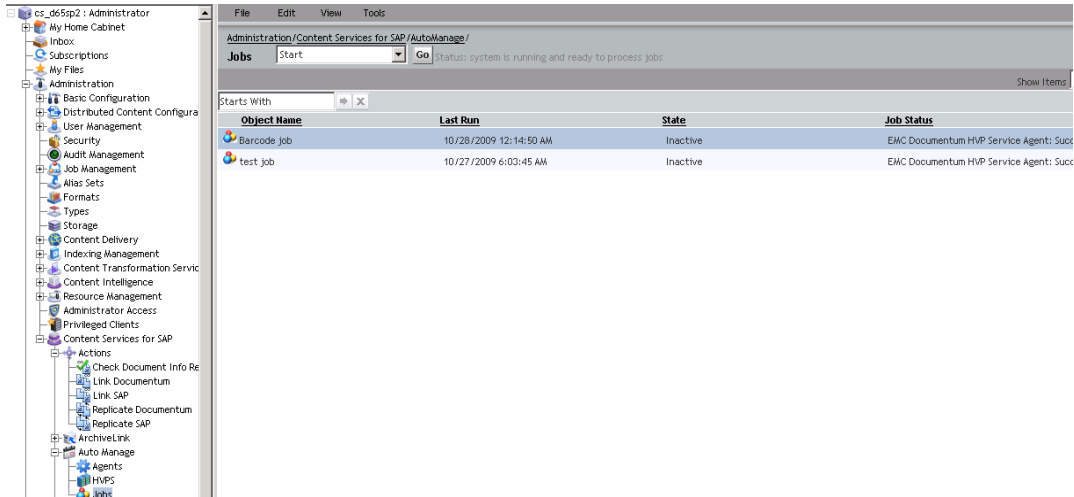 cs_d65sp2 : Administrator
My Home Cabinet
Inbox
Subscriptions
My Files
Administration
Basic Configuration
Distributed Content Configura
User Management
Security
Audit Management
Job Management
Alias Sets
Formats
Types
Storage
Content Delivery
Indexing Management
Content Transformation Servic
Content Intelligence
Resource Management
Administrator Access
Privileged Clients
Content Services for SAP
Actions
Check Document Info Re
Link Documentum
Link SAP
Replicate Documentum
Replicate SAP
ArchiveLink
Auto Manage
Agents
HVPS
Jobs
File Edit View Tools
Administration/Content Services for SAP/AutoManage/
Jobs Start Go Status: system is running and ready to process jobs
Show Items
Starts With X
Object Name Last Run State Job Status
Barcode job 10/28/2009 12:14:50 AM Inactive EMC Documentum HVP Service Agent: Succ
test job 10/27/2009 6:03:45 AM Inactive EMC Documentum HVP Service Agent: Succ